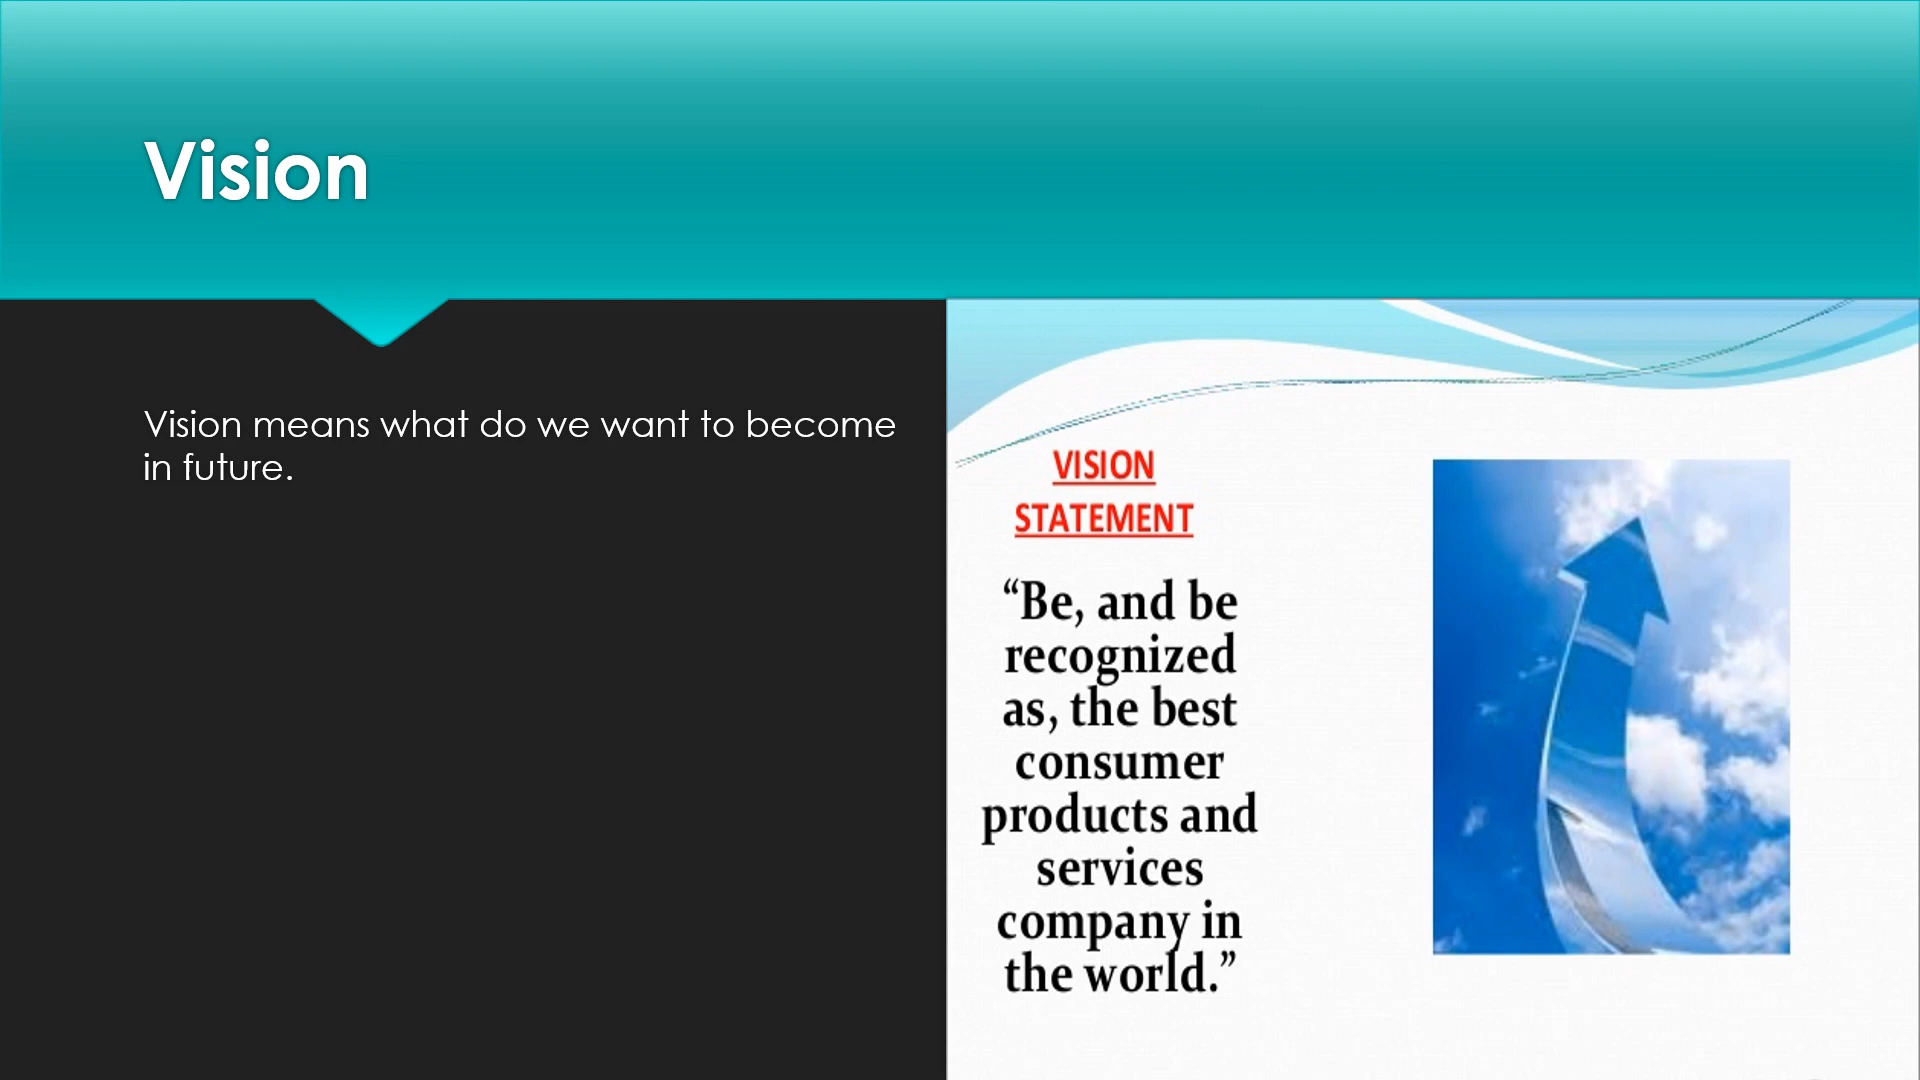 Vision
Vision means what do we want to become
in future.
VISION
STATEMENT
“Be, and be
recognized
as, the best
consumer
products and
services
company in
the world.”